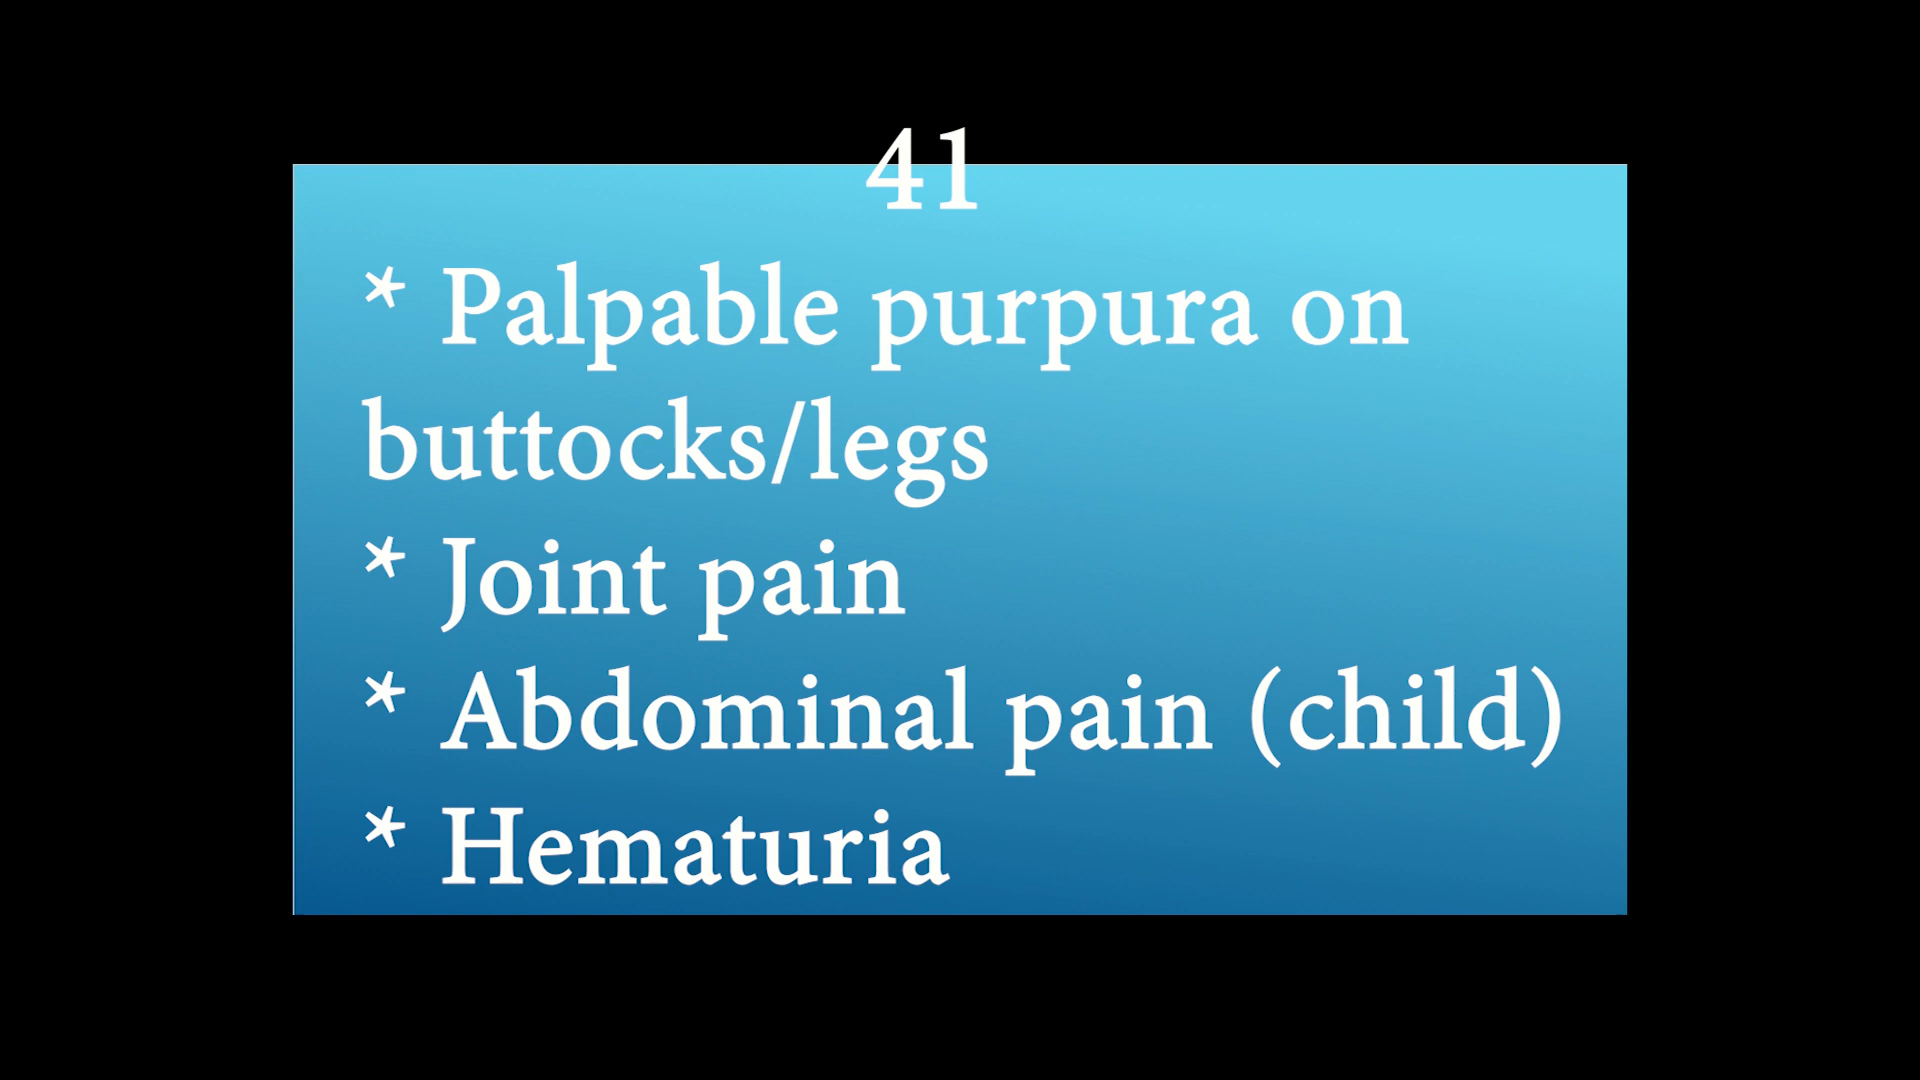 41
* Palpable purpura on
buttocks/legs
* Joint pain
* Abdominal pain (child)
* Hematuria